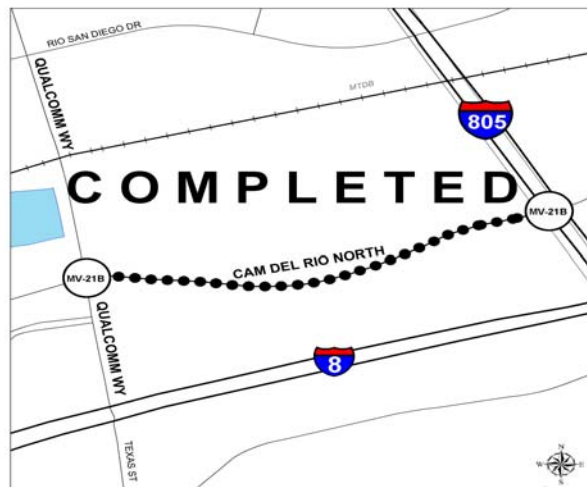 RIO SAN DIEGO DR
QUALCOMM WY
MTDB
805
COMPLETED
MV-21B
CAM DEL RIO NORTH
MV-21B
QUALCOMM WY
8
TEXAS ST
N
W E
S